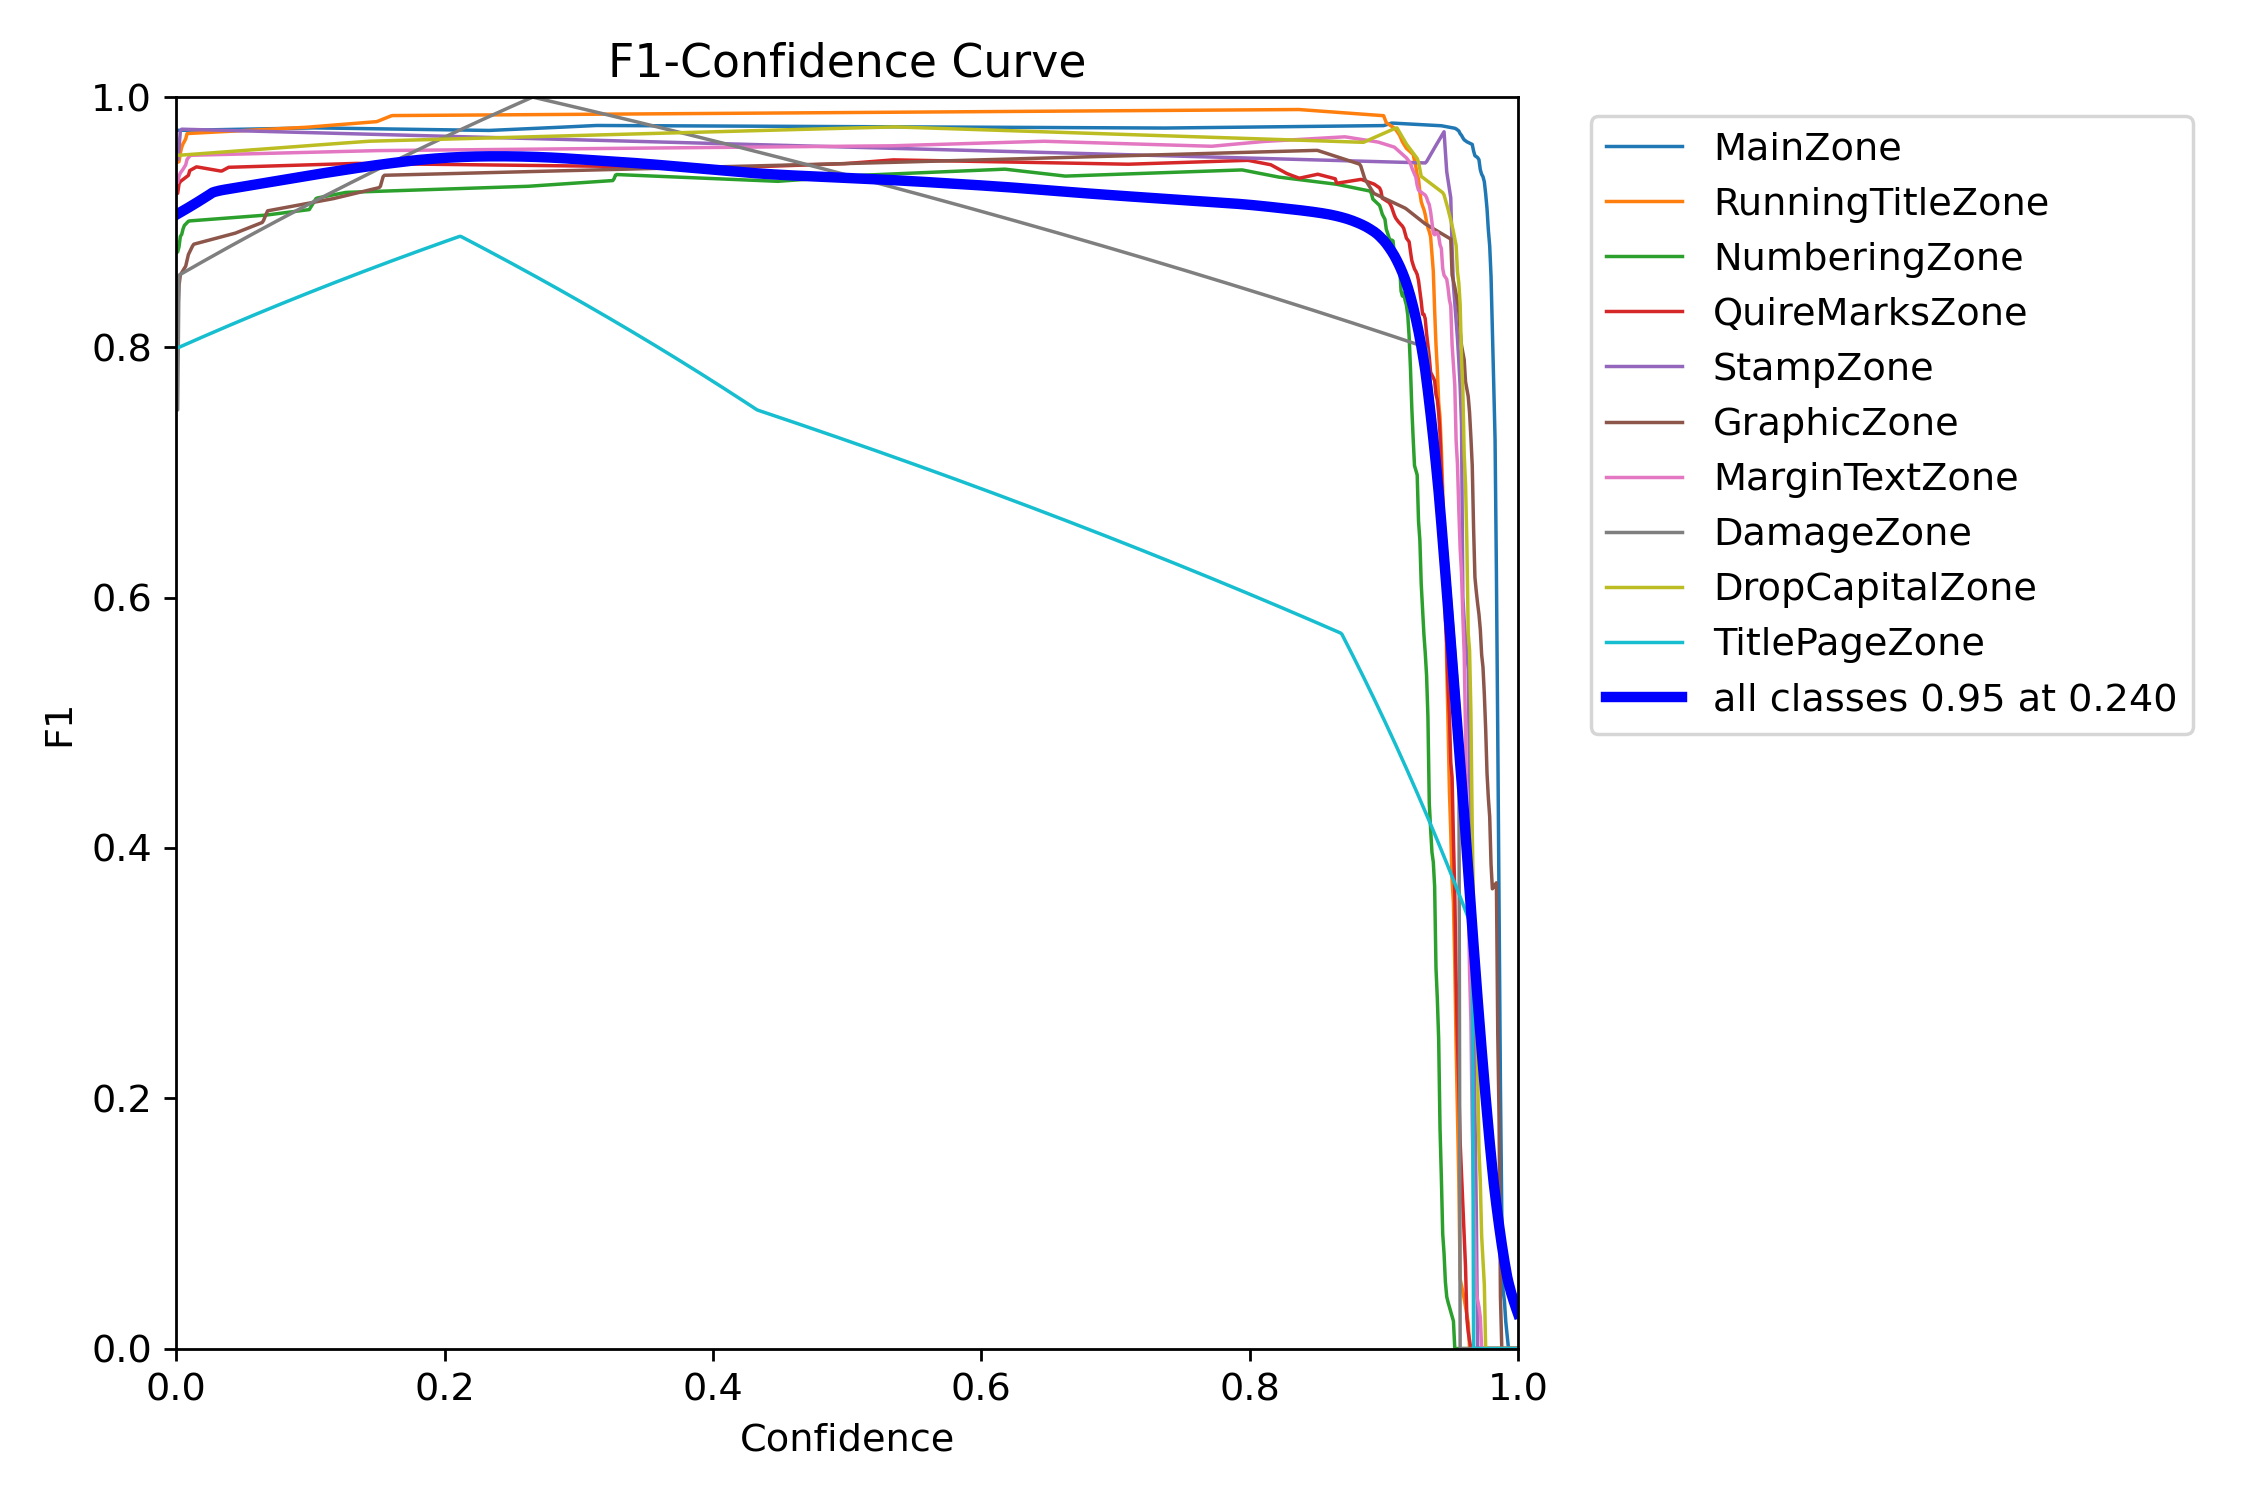 F1-Confidence Curve
1.0
0.8
0.6
0.4
0.2
0.0
F1
0.0 0.2 0.4 0.6 0.8 1.0
Confidence
MainZone
RunningTitleZone
NumberingZone
QuireMarksZone
StampZone
GraphicZone
MarginTextZone
DamageZone
DropCapitalZone
TitlePageZone
all classes 0.95 at 0.240